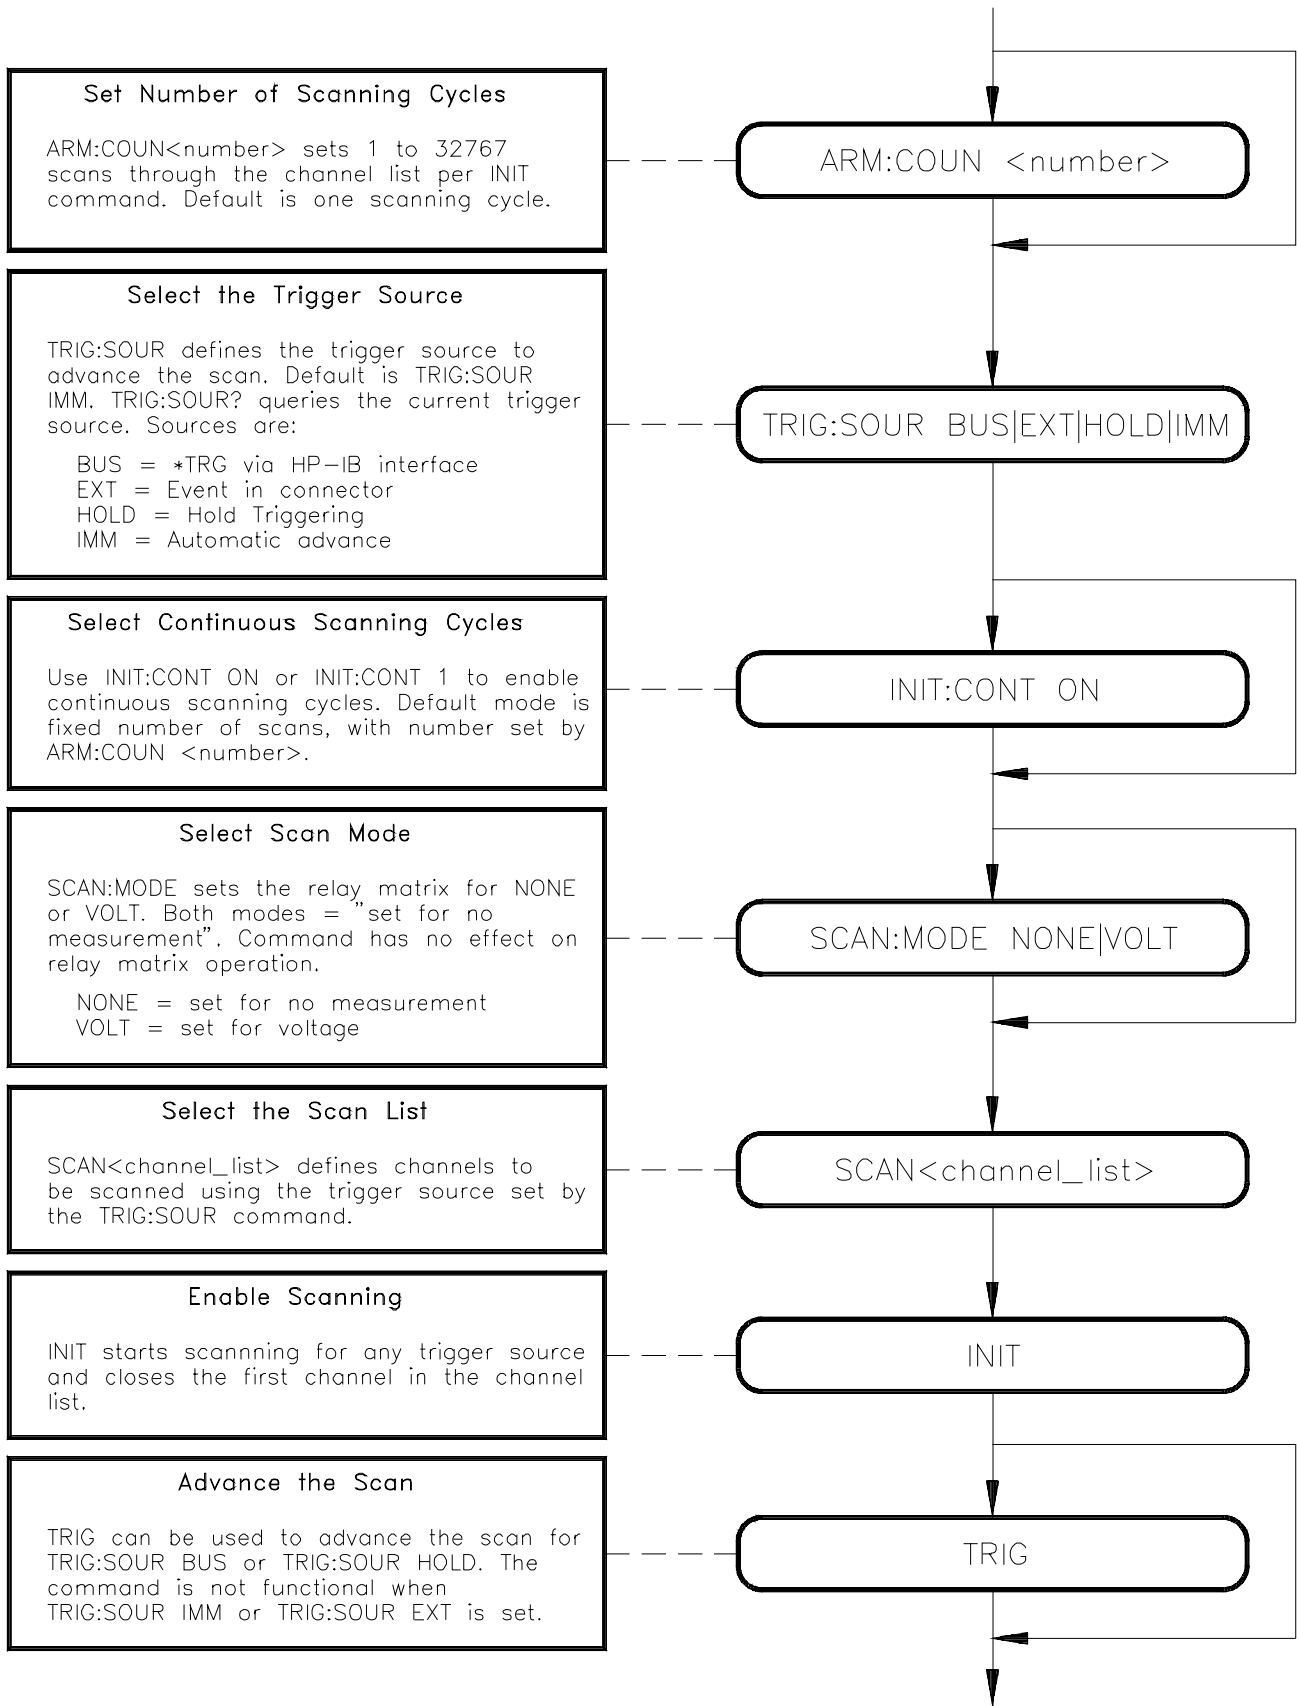 Set Number of Scanning Cycles
ARM:COUN<number> sets 1 to 32767
scans through the channel list per INIT
command. Default is one scanning cycle.
ARM:COUN <number>
Select the Trigger Source
TRIG:SOUR defines the trigger source to
advance the scan. Default is TRIG:SOUR
IMM. TRIG:SOUR? queries the current trigger
source. Sources are:
BUS = *TRG via HP-IB interface
EXT = Event in connector
HOLD = Hold Triggering
IMM = Automatic advance
TRIG:SOUR BUS|EXT|HOLD|IMM
Select Continuous Scanning Cycles
Use INIT:CONT ON or INIT:CONT 1 to enable
continuous scanning cycles. Default mode is
fixed number of scans, with number set by
ARM:COUN <number>.
INIT:CONT ON
Select Scan Mode
SCAN:MODE sets the relay matrix for NONE
or VOLT. Both modes = "set for no
measurement". Command has no effect on
relay matrix operation.
NONE = set for no measurement
VOLT = set for voltage
SCAN:MODE NONE|VOLT
Select the Scan List
SCAN<channel_list> defines channels to
be scanned using the trigger source set by
the TRIG:SOUR command.
SCAN<channel_list>
Enable Scanning
INIT starts scannning for any trigger source
and closes the first channel in the channel
list.
INIT
Advance the Scan
TRIG can be used to advance the scan for
TRIG:SOUR BUS or TRIG:SOUR HOLD. The
command is not functional when
TRIG:SOUR IMM or TRIG:SOUR EXT is set.
TRIG